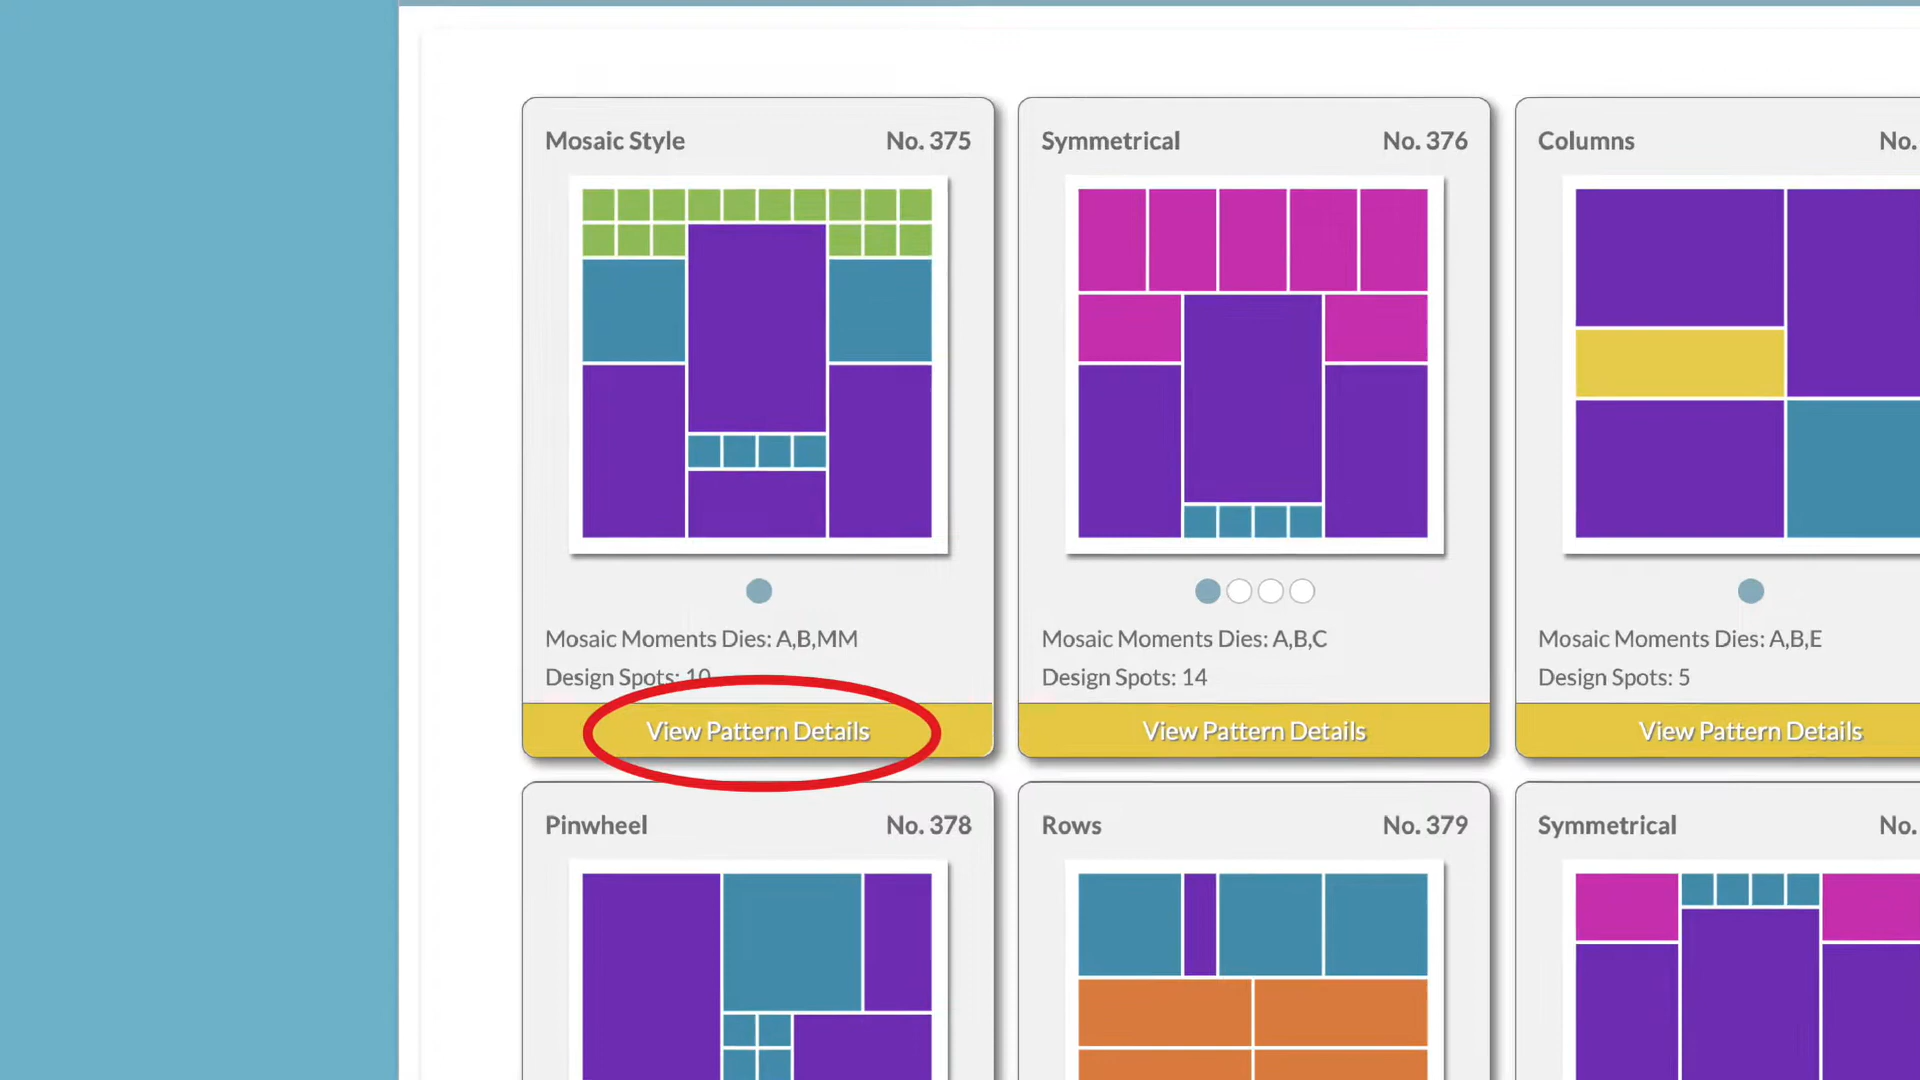 Mosaic Style No. 375
Symmetrical No. 376
Columns No.
Mosaic Moments Dies: A,B,MM
Design Spots: 10
View Pattern Details
Mosaic Moments Dies: A,B,C
Design Spots: 14
View Pattern Details
Mosaic Moments Dies: A,B,E
Design Spots: 5
View Pattern Details
Pinwheel No. 378
Rows No. 379
Symmetrical No.